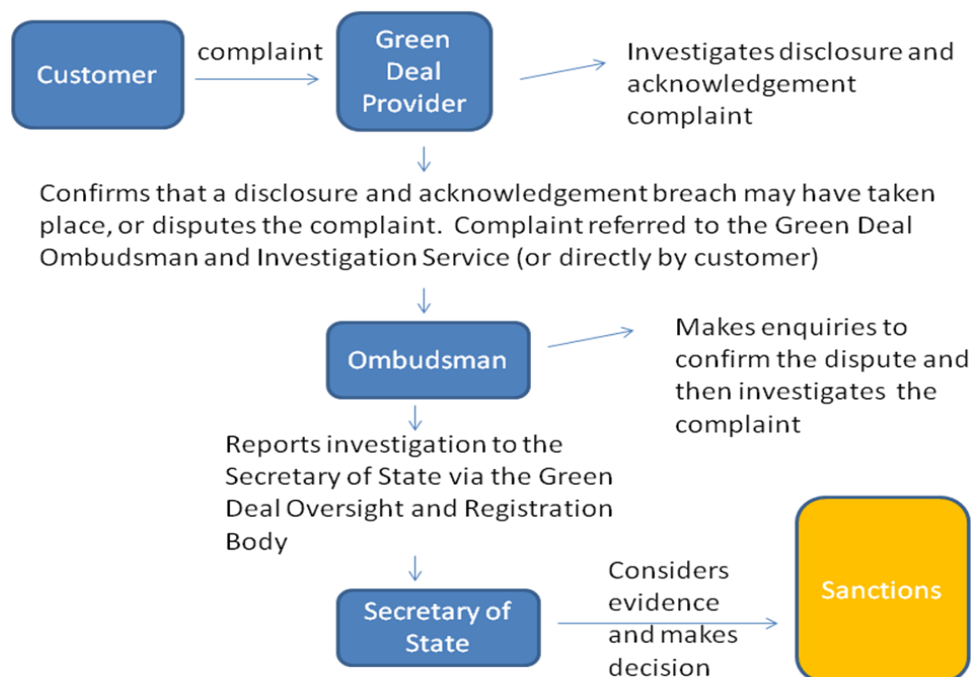 Customer
complaint
Green
Deal
Provider
Investigates disclosure and
acknowledgement
complaint
Confirms that a disclosure and acknowledgement breach may have taken
place, or disputes the complaint. Complaint referred to the Green Deal
Ombudsman and Investigation Service (or directly by customer)
Ombudsman
Makes enquiries to
confirm the dispute and
then investigates the
complaint
Reports investigation to the
Secretary of State via the Green
Deal Oversight and Registration
Body
Secretary of
State
Considers
evidence
and makes
decision
Sanctions